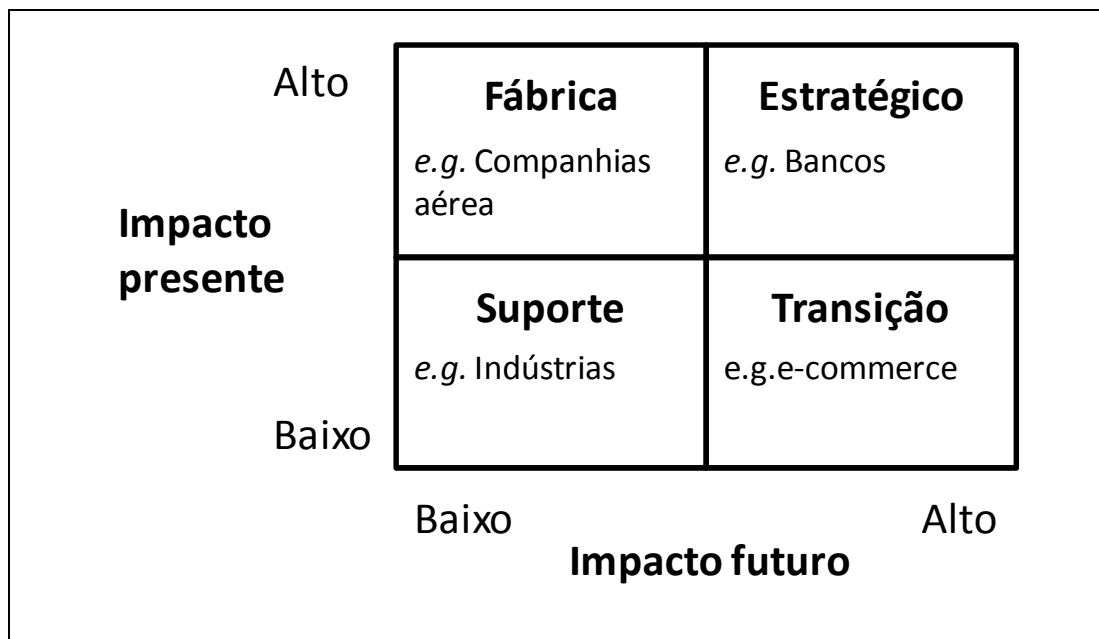 Alto
Fábrica
Estratégico
e.g. Companhias
aérea
e.g. Bancos
Impacto
presente
Suporte
Transição
e.g. Indústrias
e.g.e-commerce
Baixo
Baixo
Alto
Impacto futuro